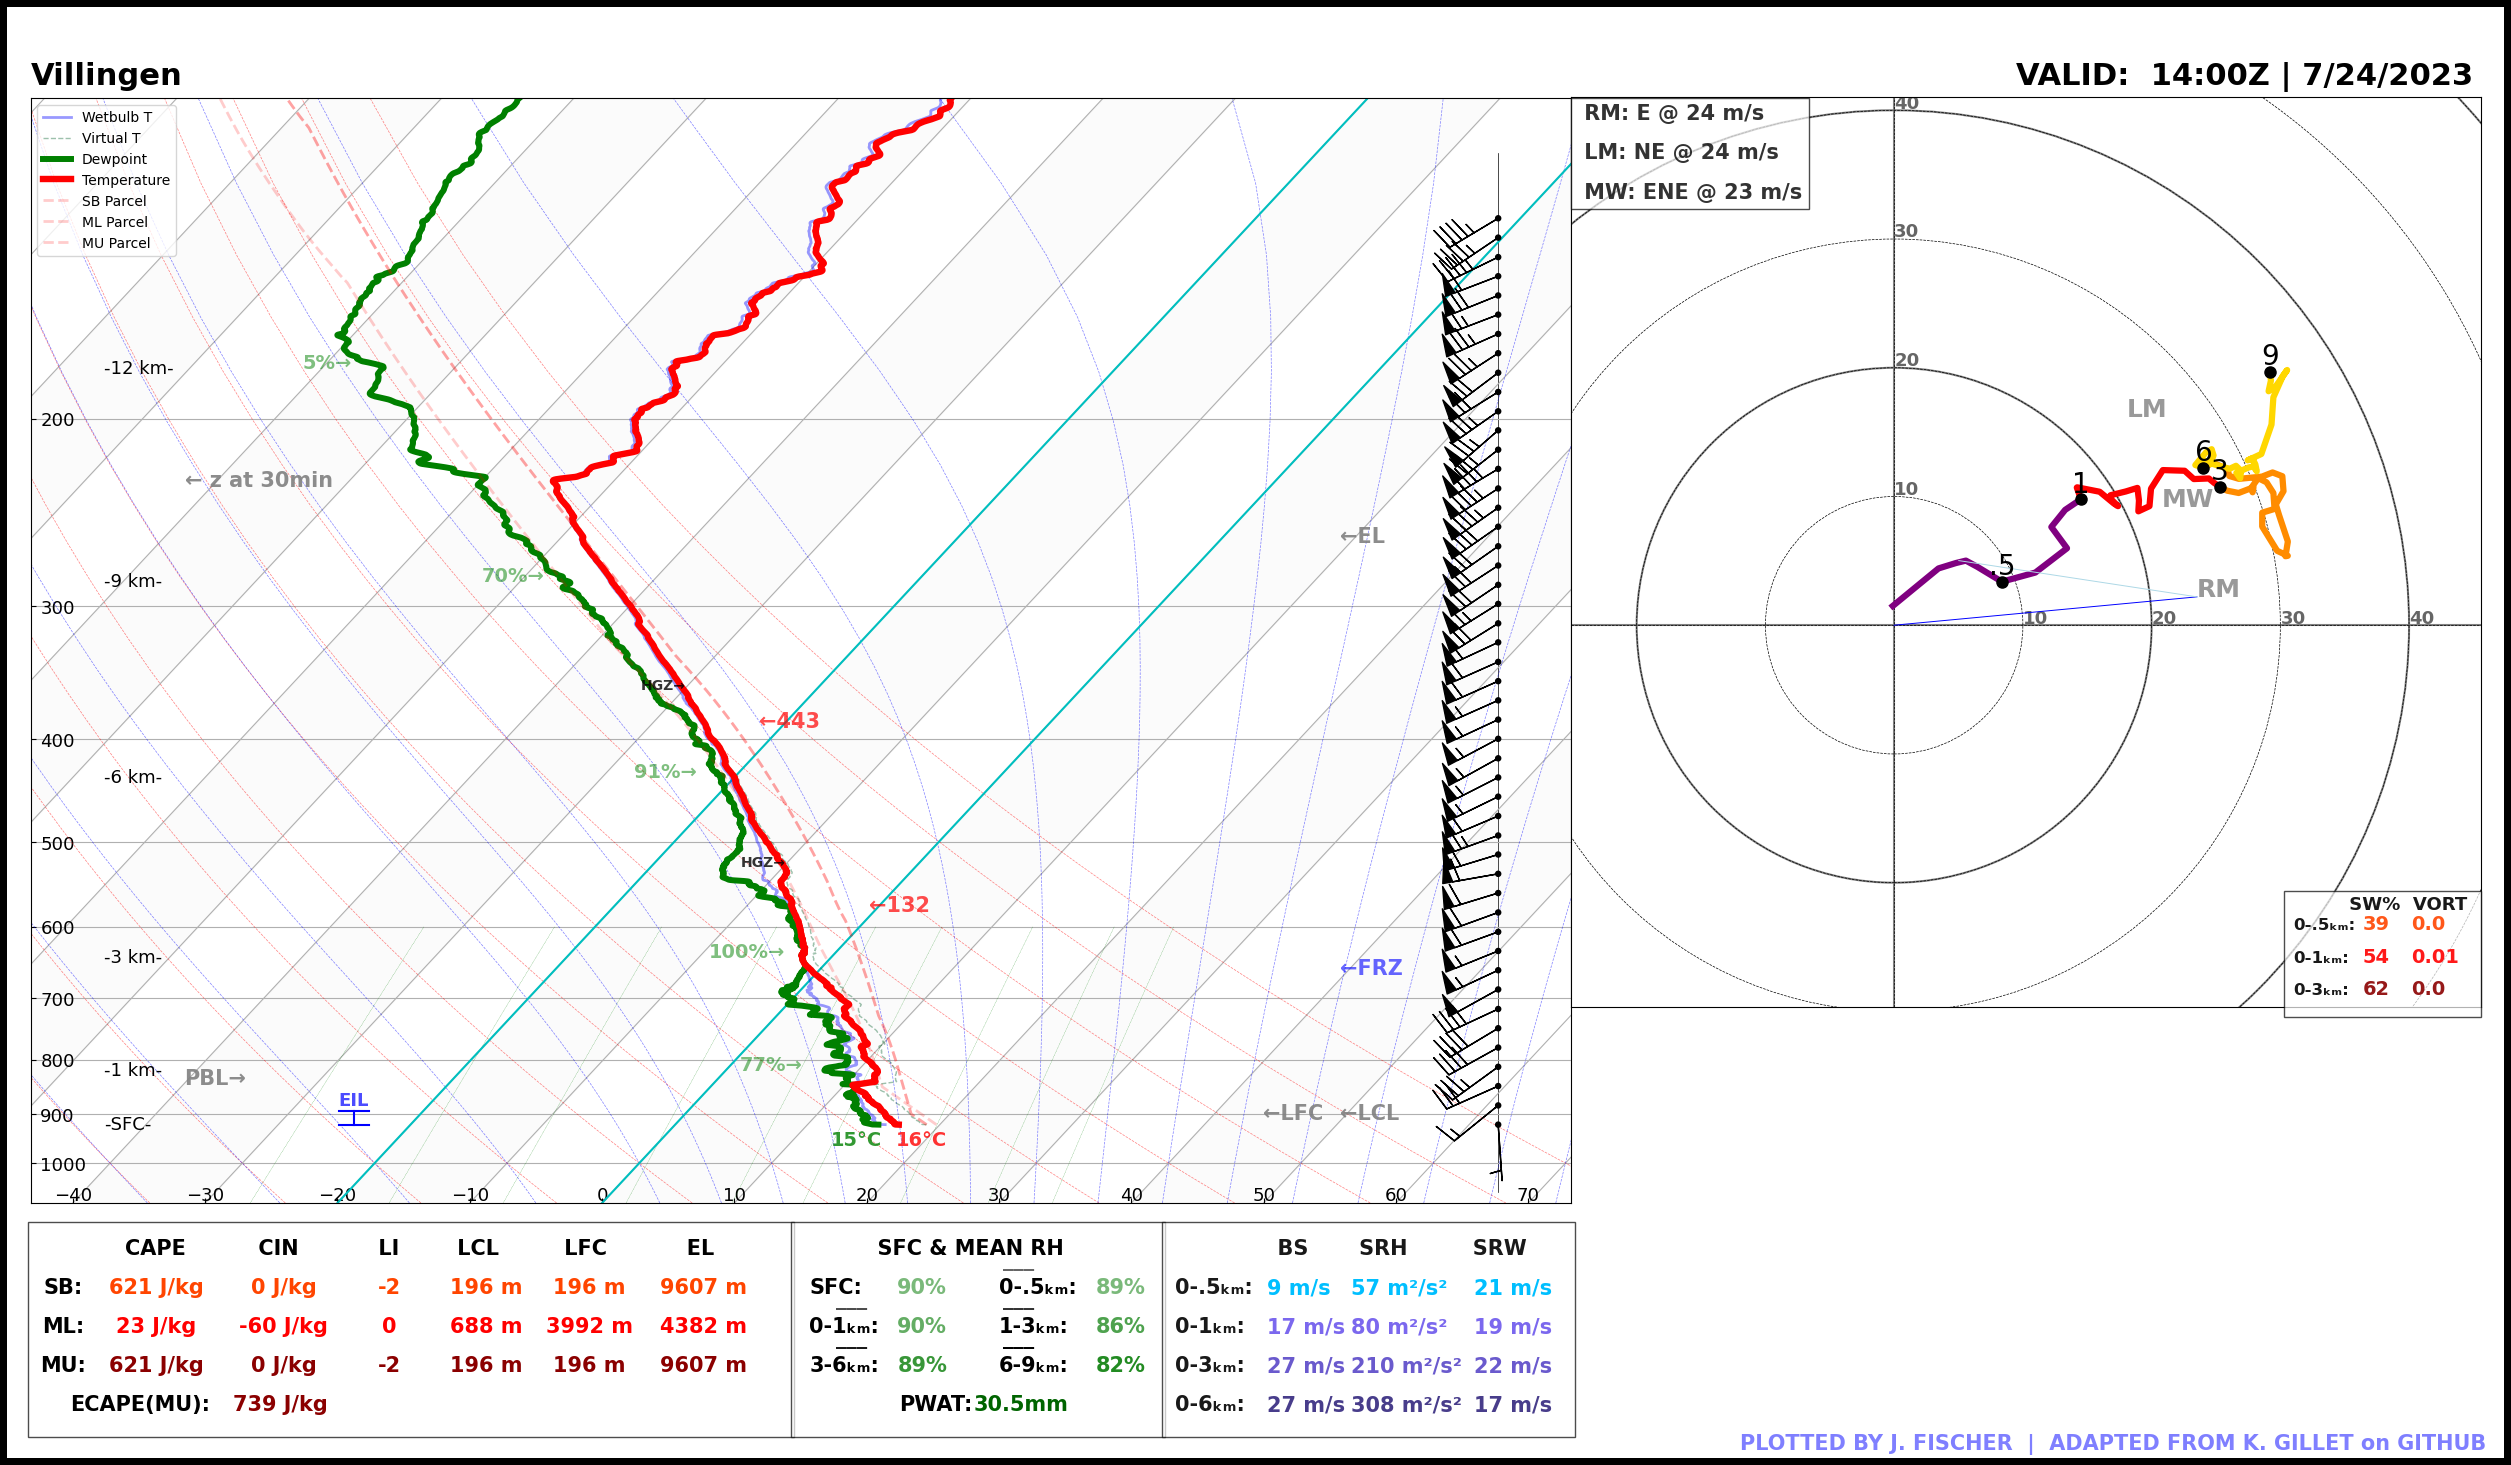 Villingen
VALID:  14:00Z | 7/24/2023
Wetbulb T
Virtual T
Dewpoint
Temperature
SB Parcel
ML Parcel
MU Parcel
5%→
-12 km-
200
← z at 30min
←EL
70%→
-9 km-
300
HGZ→
←443
400
91%→
-6 km-
500
HGZ→
←132
600
100%→
-3 km-
←FRZ
700
800
77%→
-1 km-
PBL→
EIL
900
-SFC-
←LFC ←LCL
15°C 16°C
1000
−40 −30 −20 −10 0 10 20 30 40 50 60 70
RM: E @ 24 m/s
LM: NE @ 24 m/s
MW: ENE @ 23 m/s
40
30
20
10
9
LM
6
3
1
MW
.5
RM
10 20 30 40
SW% VORT
0-.5km: 39 0.0
0-1km: 54 0.01
0-3km: 62 0.0
CAPE CIN LI LCL LFC EL
SB: 621 J/kg 0 J/kg -2 196 m 196 m 9607 m
ML: 23 J/kg -60 J/kg 0 688 m 3992 m 4382 m
MU: 621 J/kg 0 J/kg -2 196 m 196 m 9607 m
ECAPE(MU): 739 J/kg
SFC & MEAN RH
SFC: 90% 0-.5km: 89%
0-1km: 90% 1-3km: 86%
3-6km: 89% 6-9km: 82%
PWAT: 30.5mm
BS SRH SRW
0-.5km: 9 m/s 57 m²/s² 21 m/s
0-1km: 17 m/s 80 m²/s² 19 m/s
0-3km: 27 m/s 210 m²/s² 22 m/s
0-6km: 27 m/s 308 m²/s² 17 m/s
PLOTTED BY J. FISCHER  |  ADAPTED FROM K. GILLET on GITHUB